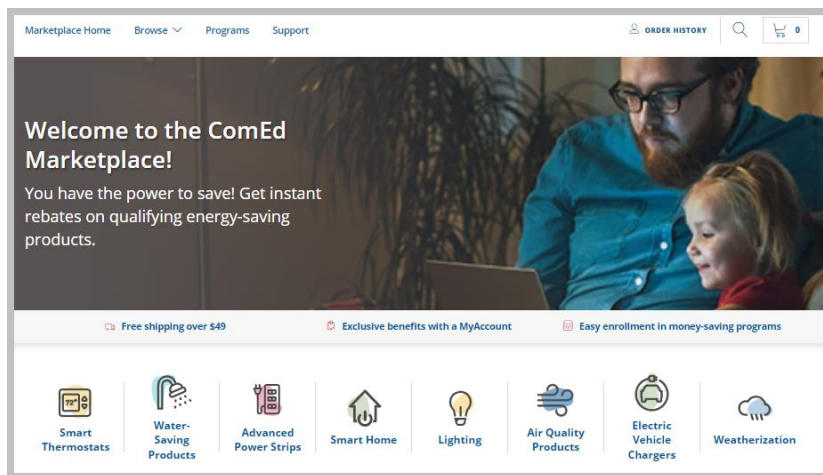 Marketplace Home Browse Programs Support ORDER HISTORY 0
Welcome to the ComEd
Marketplace!
You have the power to save! Get instant
rebates on qualifying energy-saving
products.
Free shipping over $49 Exclusive benefits with a MyAccount Easy enrollment in money-saving programs
72°
Smart
Thermostats
Water-
Saving
Products
Advanced
Power Strips
Smart Home
Lighting
Air Quality
Products
Electric
Vehicle
Chargers
Weatherization